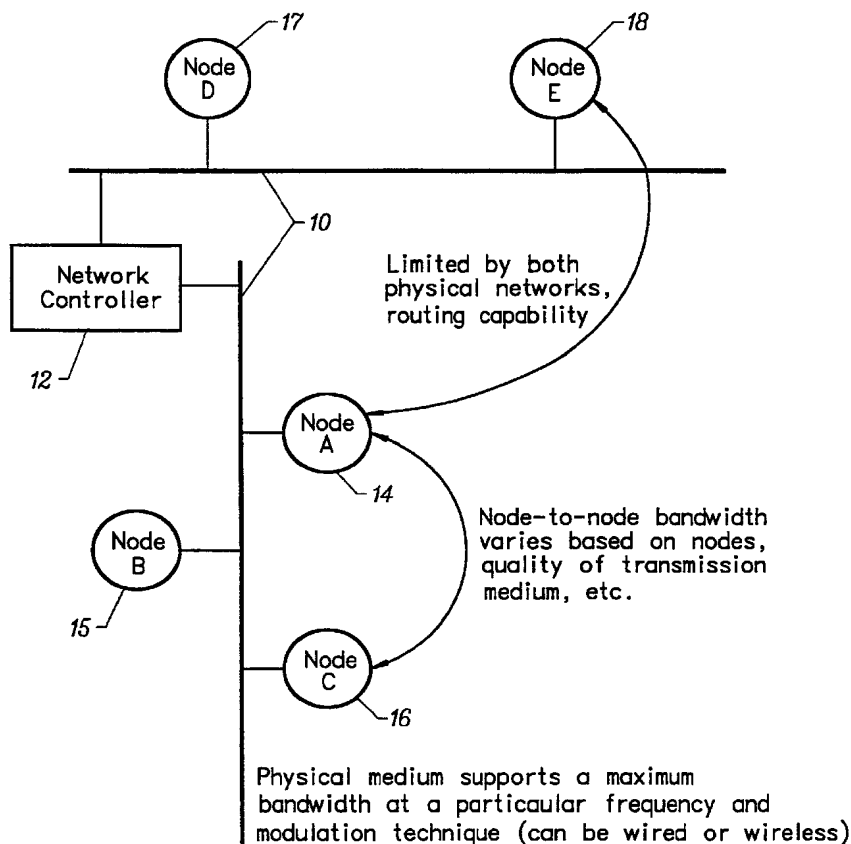 17
18
Node
D
Node
E
10
Network
Controller
12
Limited by both
physical networks,
routing capability
Node
A
14
Node
B
15
Node-to-node bandwidth
varies based on nodes,
quality of transmission
medium, etc.
Node
C
16
Physical medium supports a maximum
bandwidth at a particaular frequency and
modulation technique (can be wired or wireless)